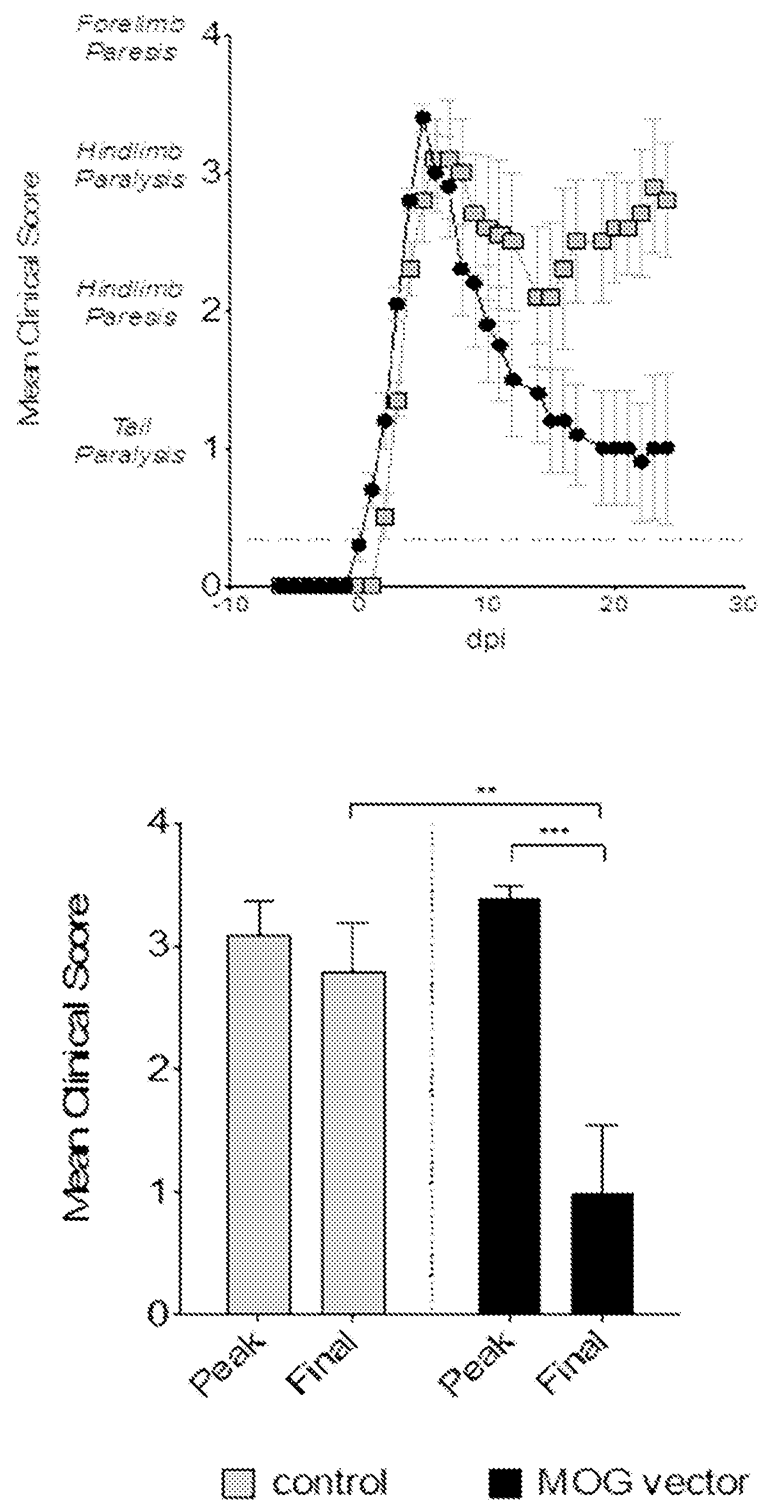 Forelimb
Paresis
Hindlimb
Paralysis
Hindlimb
Paresis
Tail
Paralysis
Mean Clinical Score
4
3
2
1
0
-10 0 10 20 30
dpi
**
***
Mean Clinical Score
4
3
2
1
0
Peak Final Peak Final
control MOG vector